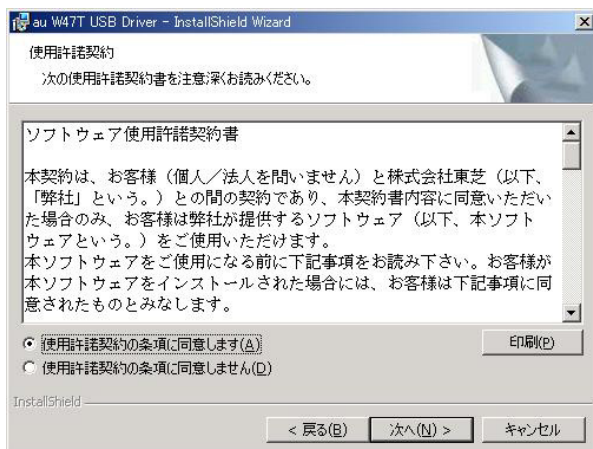 au W47T USB Driver - InstallShield Wizard
使用許諾契約
次の使用許諾契約書を注意深くお読みください。
ソフトウェア使用許諾契約書
本契約は、お客様（個人／法人を問いません）と株式会社東芝（以下、
「弊社」という。）との間の契約であり、本契約書内容に同意いただい
た場合のみ、お客様は弊社が提供するソフトウェア（以下、本ソフト
ウェアという。）をご使用いただけます。
本ソフトウェアをご使用になる前に下記事項をお読み下さい。お客様が
本ソフトウェアをインストールされた場合には、お客様は下記事項に同
意されたものとみなします。
使用許諾契約の条項に同意します(A)
印刷(P)
使用許諾契約の条項に同意しません(D)
InstallShield
< 戻る(B)
次へ(N) >
キャンセル